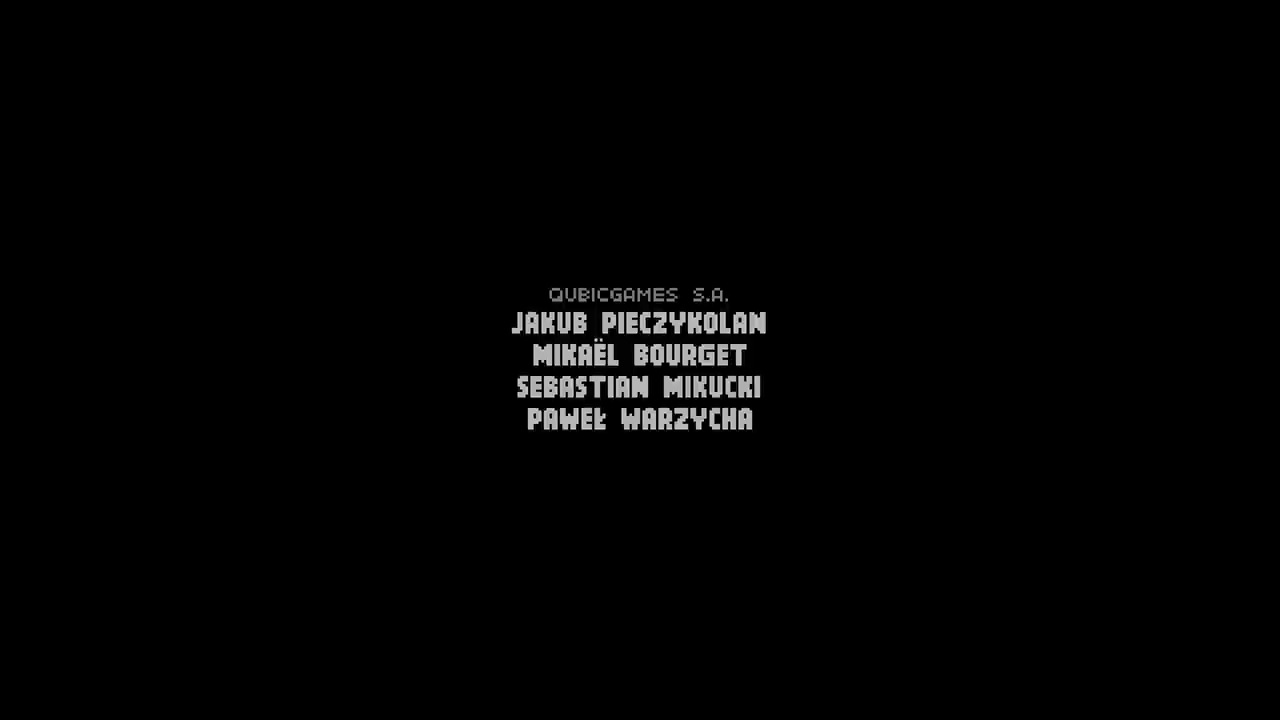 QUBICGAMES S.A.
JAKUB PIECZYKOLAN
MIKAËL BOURGET
SEBASTIAN MIKUCKI
PAWEŁ WARZYCHA